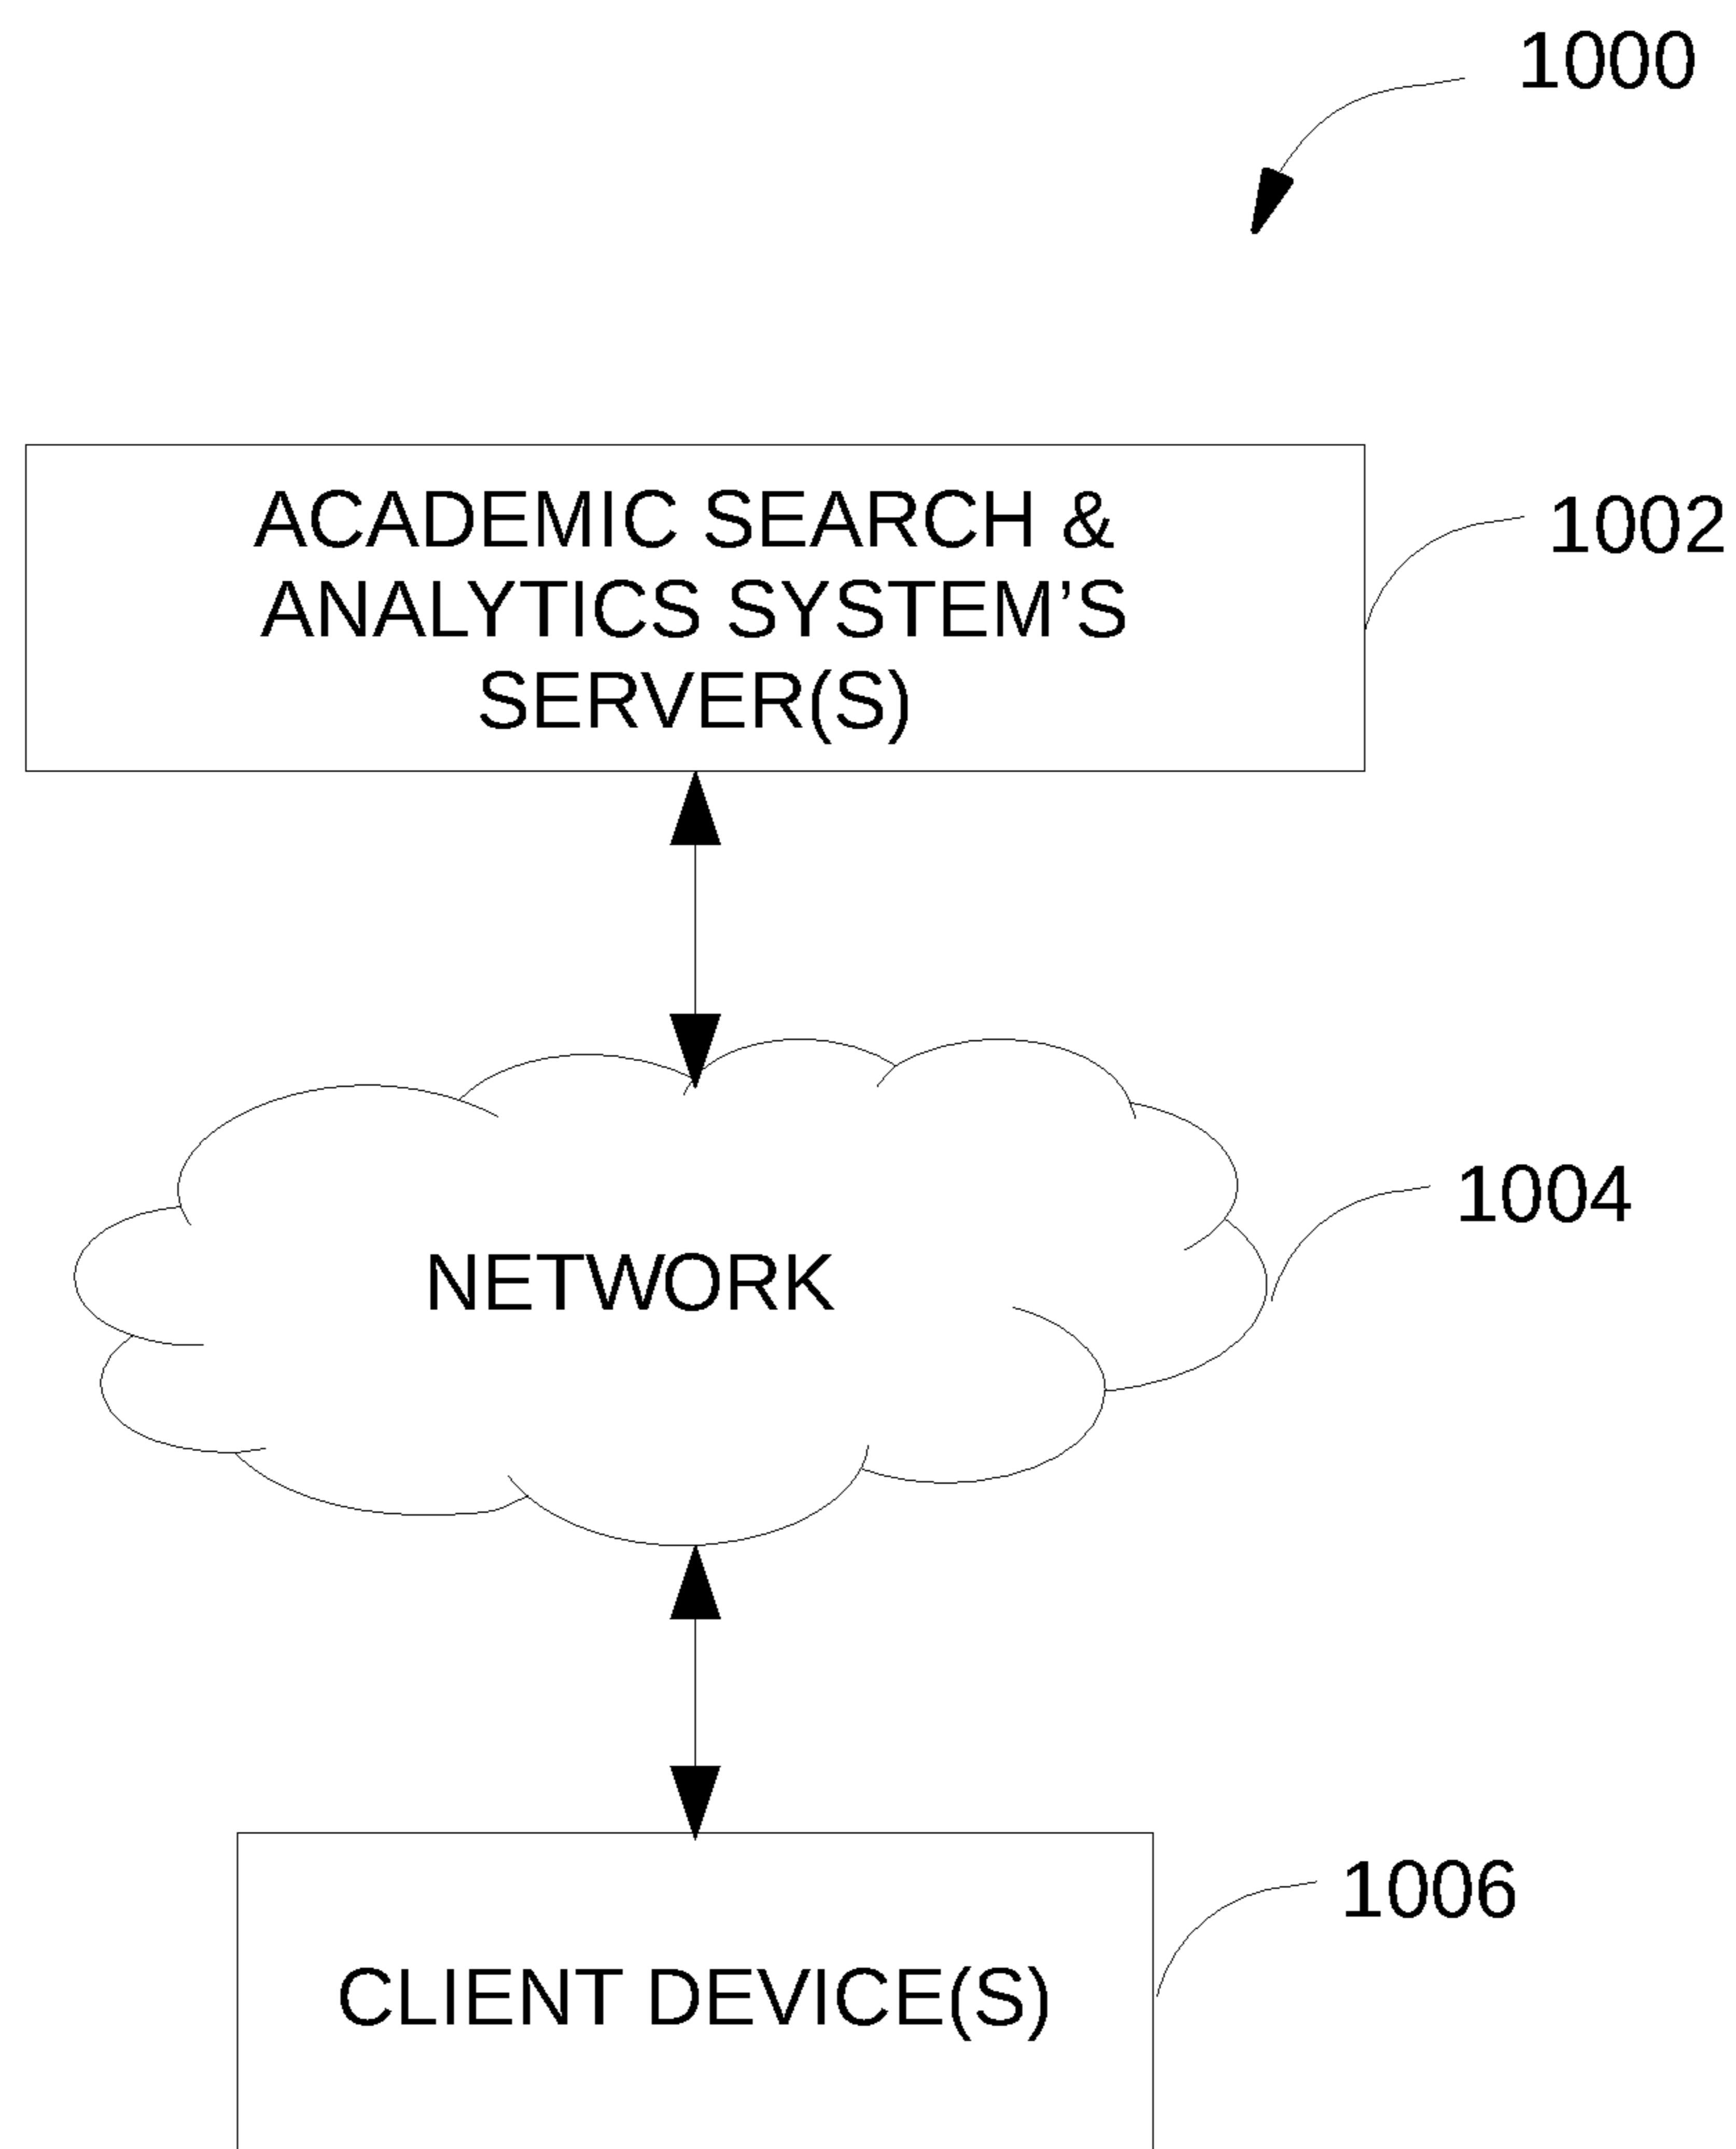 1000
ACADEMIC SEARCH &
1002
ANALYTICS SYSTEM’S
SERVER(S)
1004
NETWORK
1006
CLIENT DEVICE(S)